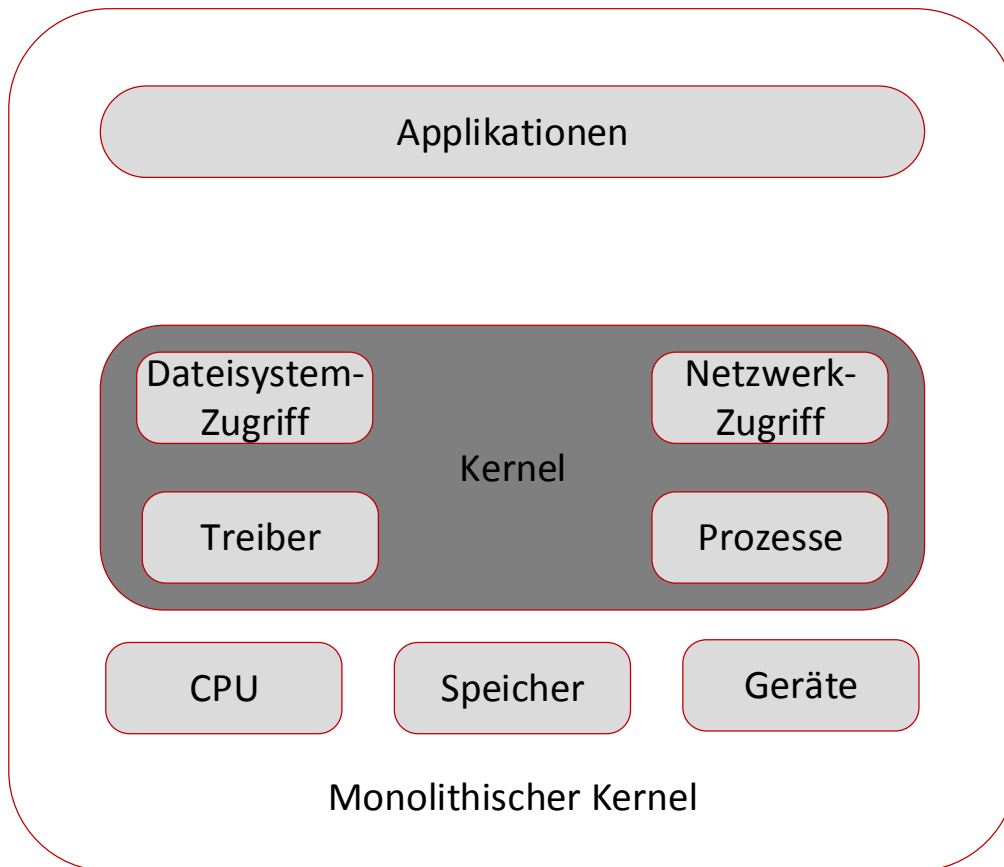 Applikationen
Dateisystem-
Zugriff
Netzwerk-
Zugriff
Kernel
Treiber
Prozesse
CPU
Speicher
Geräte
Monolithischer Kernel